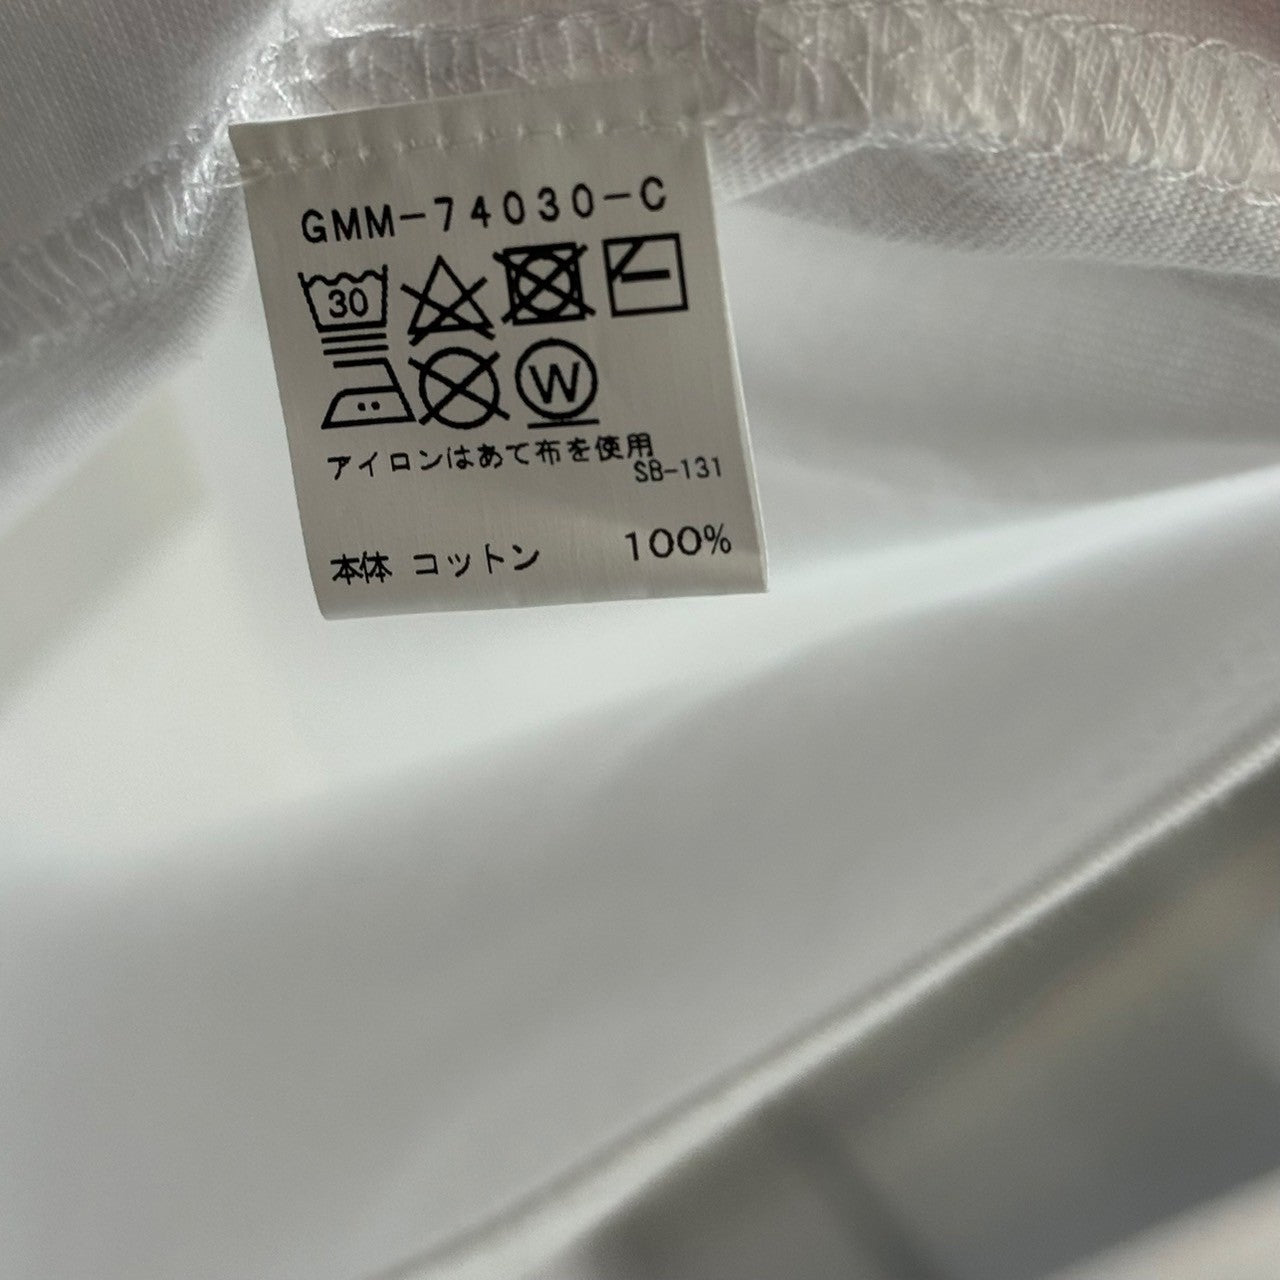 GMM-74030-C
30
W
アイロンはあて布を使用
SB-131
本体 コットン 100%